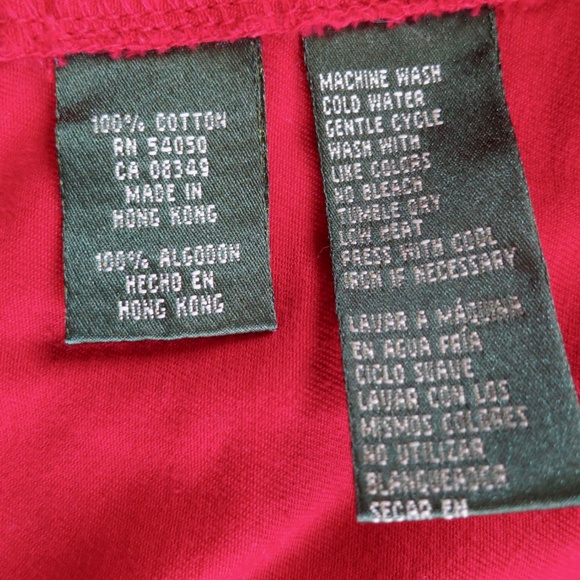 100% COTTON
RN 54050
CA 08349
MADE IN
HONG KONG
100% ALGODON
HECHO EN
HONG KONG
MACHINE WASH
COLD WATER
GENTLE CYCLE
WASH WITH
LIKE COLORS
NO BLEACH
TUMBLE DRY
LOW HEAT
PRESS WITH COOL
IRON IF NECESSARY
LAVAR A MÁQUINA
EN AGUA FRÍA
CICLO SUAVE
LAVAR CON LOS
MISMOS COLORES
NO UTILIZAR
BLANQUEADOR
SECAR EN